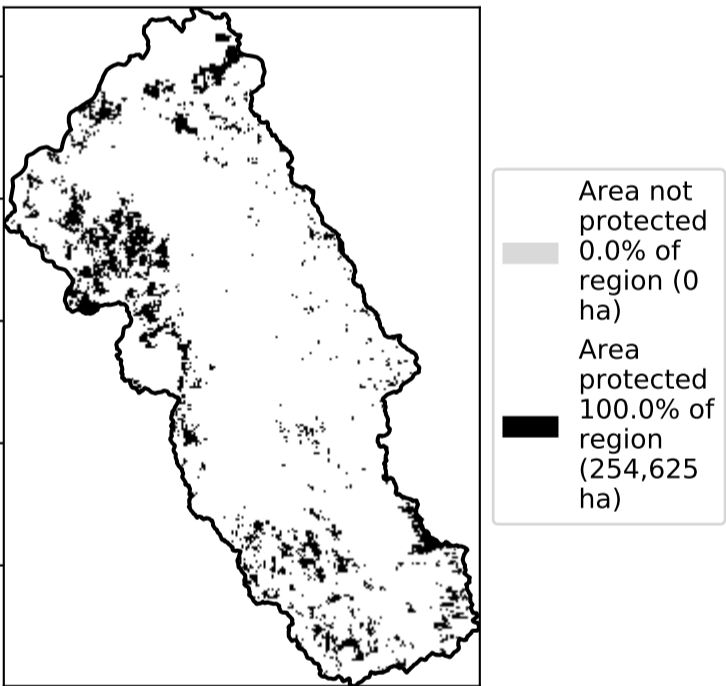 Area not
protected
0.0% of
region (0
ha)
Area
protected
100.0% of
region
(254,625
ha)